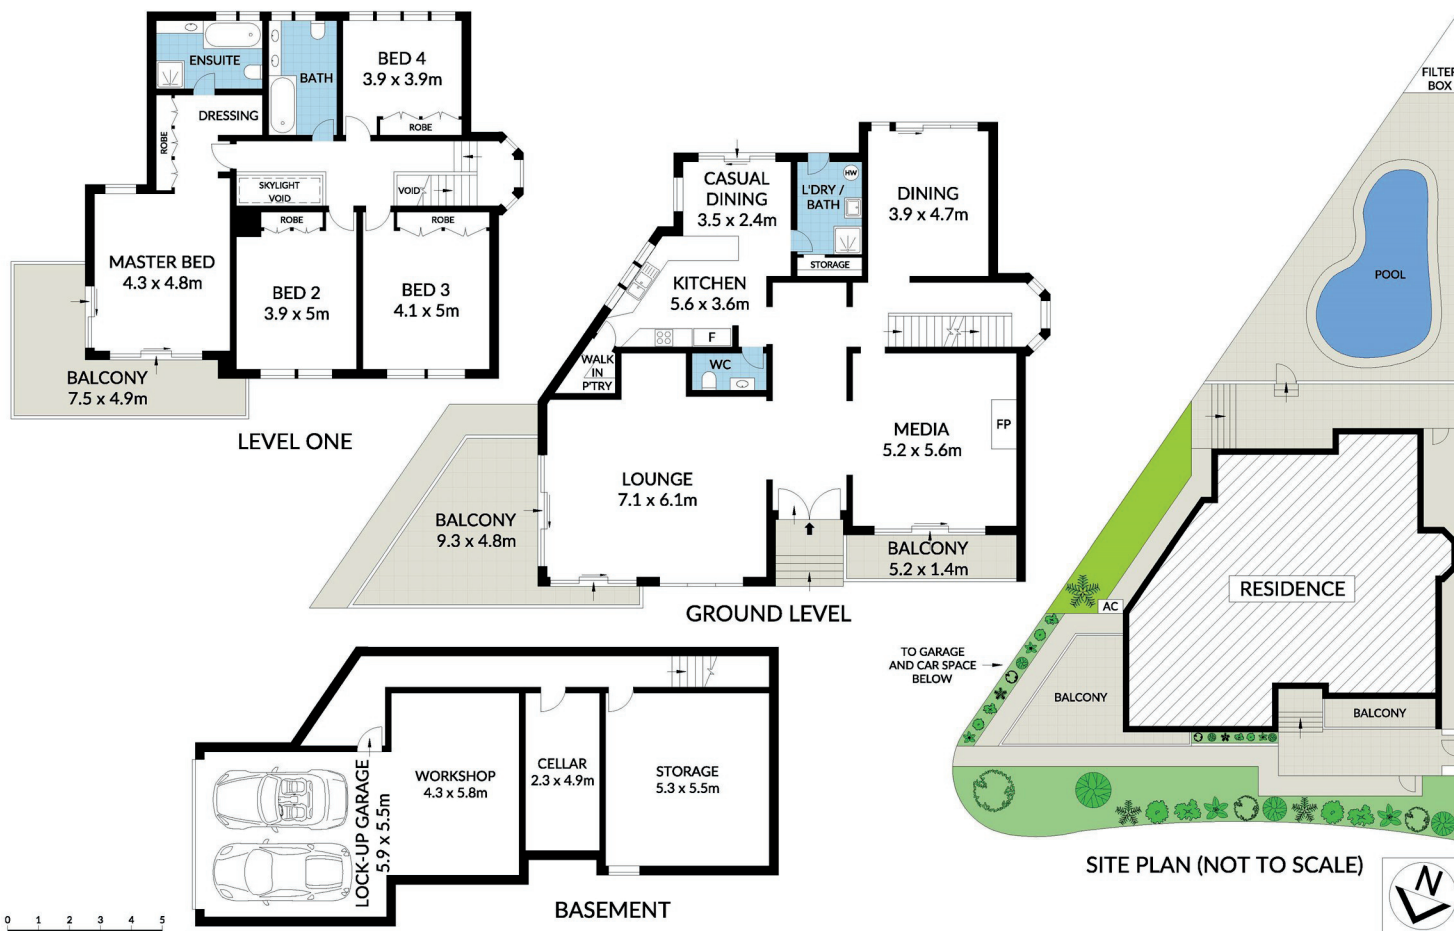 ENSUITE
BATH
BED 4
3.9 x 3.9m
DRESSING
ROBE
ROBE
SKYLIGHT
VOID
VOID
ROBE
ROBE
MASTER BED
4.3 x 4.8m
BED 2
3.9 x 5m
BED 3
4.1 x 5m
BALCONY
7.5 x 4.9m
LEVEL ONE
CASUAL
DINING
3.5 x 2.4m
L'DRY /
BATH
HW
DINING
3.9 x 4.7m
STORAGE
KITCHEN
5.6 x 3.6m
F
WALK
IN
P'TRY
WC
MEDIA
5.2 x 5.6m
FP
LOUNGE
7.1 x 6.1m
BALCONY
9.3 x 4.8m
BALCONY
5.2 x 1.4m
GROUND LEVEL
LOCK-UP GARAGE
5.9 x 5.5m
WORKSHOP
4.3 x 5.8m
CELLAR
2.3 x 4.9m
STORAGE
5.3 x 5.5m
BASEMENT
0 1 2 3 4 5
FILTER
BOX
POOL
RESIDENCE
AC
TO GARAGE
AND CAR SPACE
BELOW
BALCONY
BALCONY
SITE PLAN (NOT TO SCALE)
N